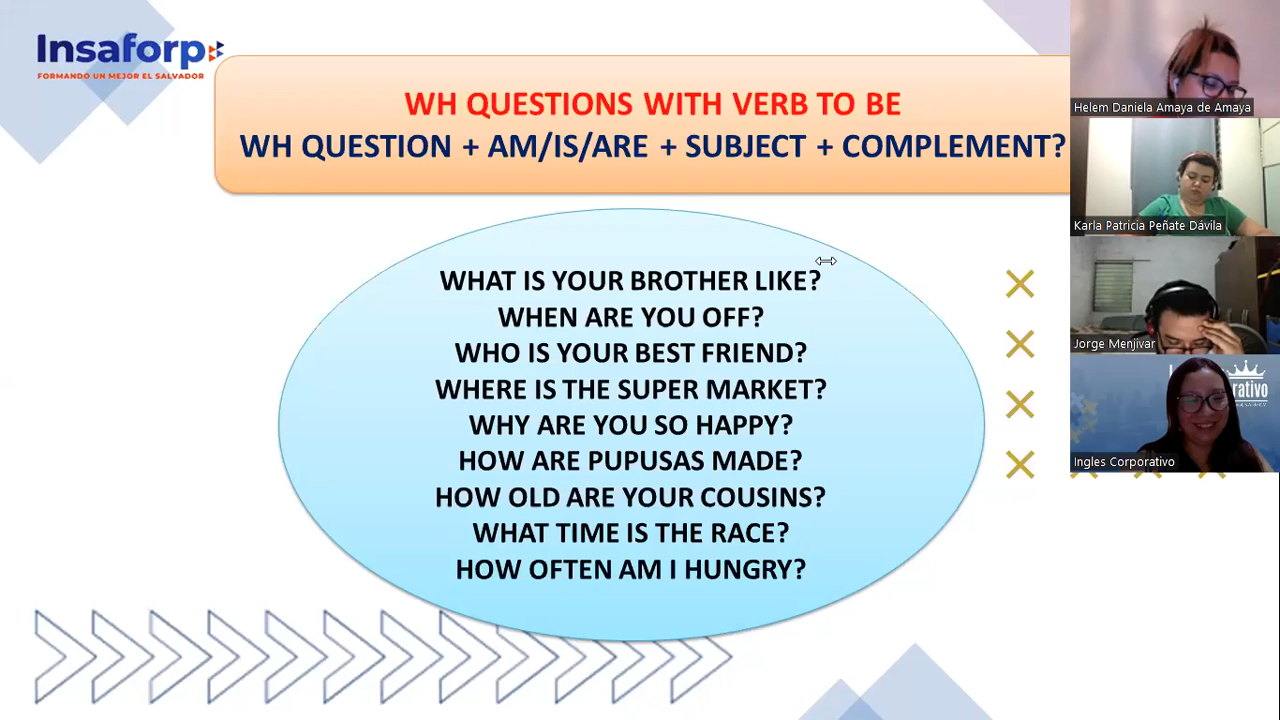 Insaforp
FORMANDO UN MEJOR EL SALVADOR
WH QUESTIONS WITH VERB TO BE
WH QUESTION + AM/IS/ARE + SUBJECT + COMPLEMENT?
WHAT IS YOUR BROTHER LIKE?
WHEN ARE YOU OFF?
WHO IS YOUR BEST FRIEND?
WHERE IS THE SUPER MARKET?
WHY ARE YOU SO HAPPY?
HOW ARE PUPUSAS MADE?
HOW OLD ARE YOUR COUSINS?
WHAT TIME IS THE RACE?
HOW OFTEN AM I HUNGRY?
Helem Daniela Amaya de Amaya
Karla Patricia Peñate Dávila
Jorge Menjivar
Ingles Corporativo